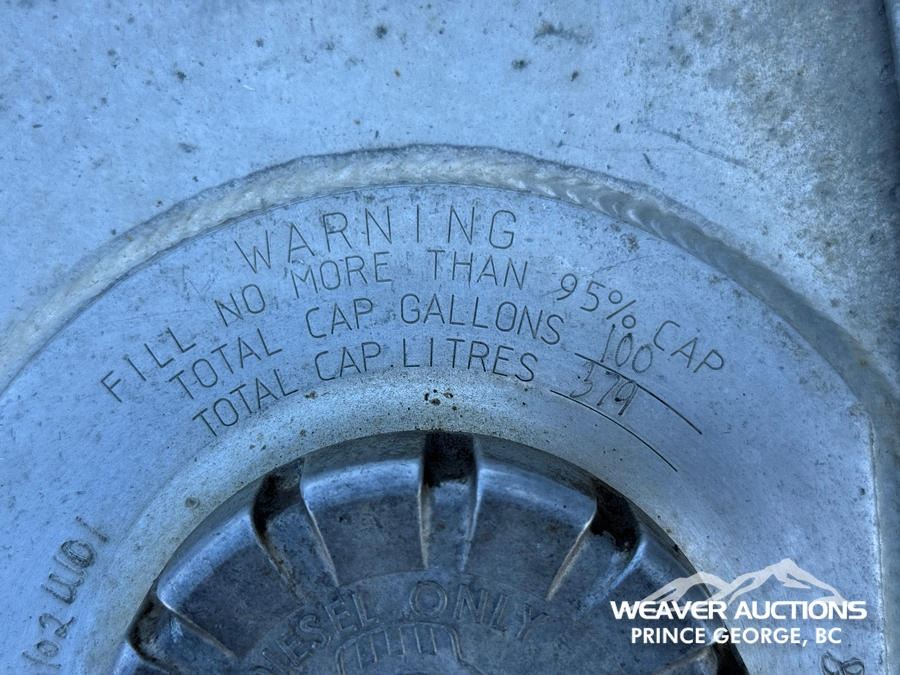 WARNING
FILL NO MORE THAN 95% CAP
TOTAL CAP GALLONS 100
TOTAL CAP. LITRES 379
DIESEL ONLY
WEAVER AUCTIONS
PRINCE GEORGE, BC